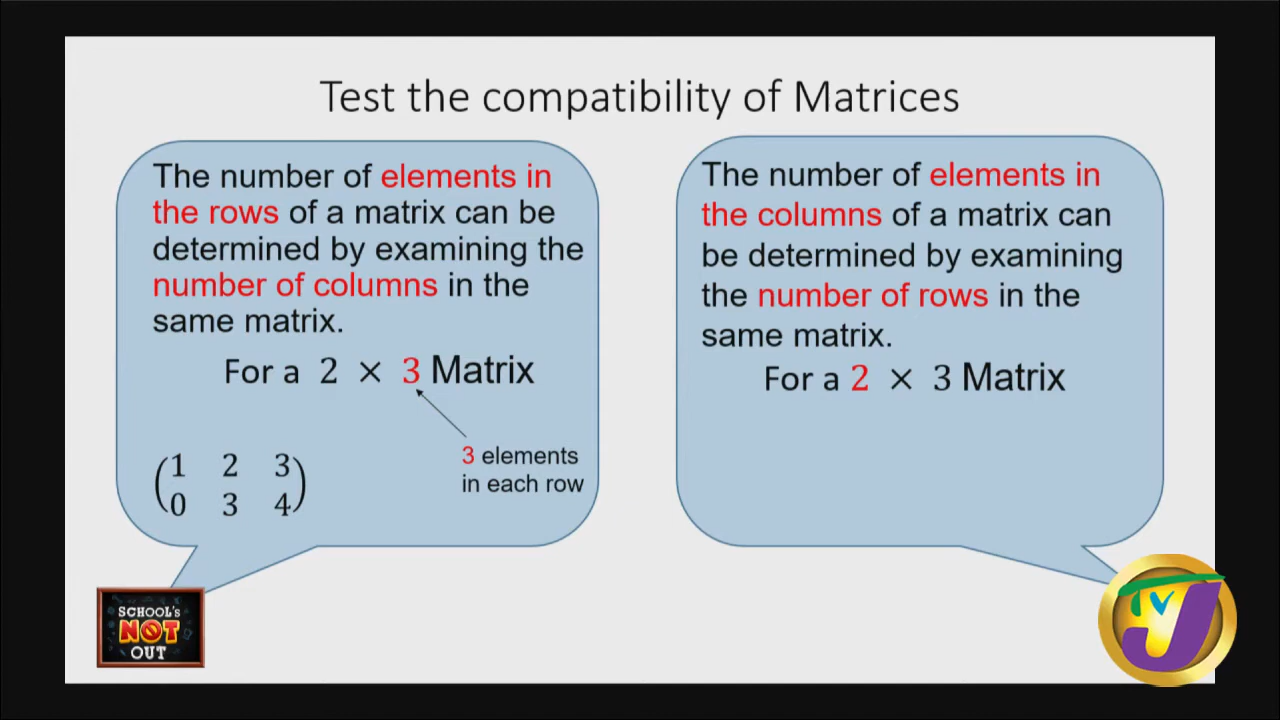 Test the compatibility of Matrices
The number of elements in
the rows of a matrix can be
determined by examining the
number of columns in the
same matrix.
For a 2 × 3 Matrix
3 elements
in each row
(1 2 3)
(0 3 4)
The number of elements in
the columns of a matrix can
be determined by examining
the number of rows in the
same matrix.
For a 2 × 3 Matrix
SCHOOL's
NOT
OUT
TVJ